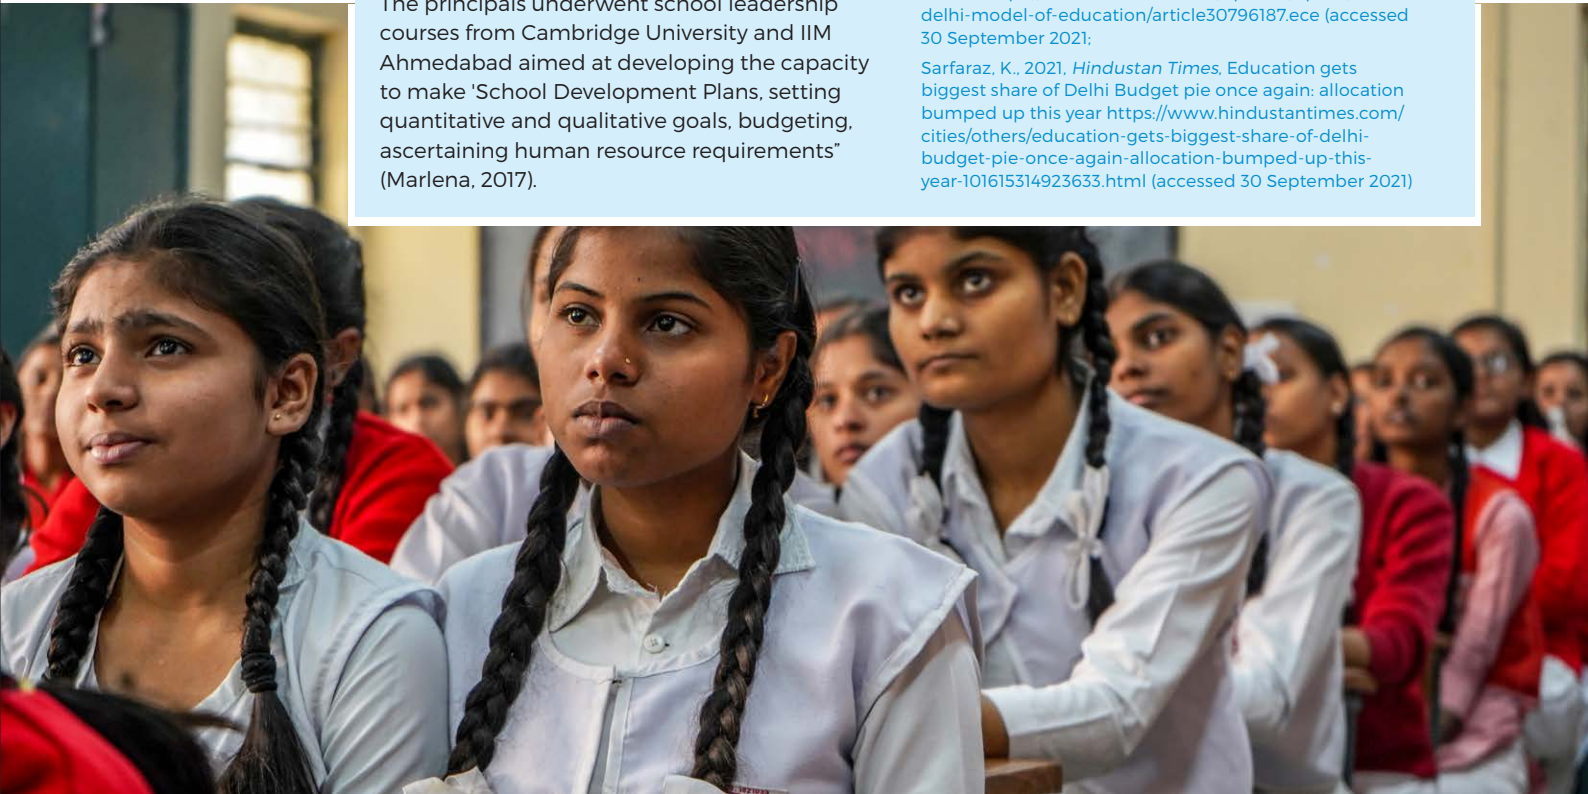 The principals underwent school leadership
courses from Cambridge University and IIM
Ahmedabad aimed at developing the capacity
to make 'School Development Plans, setting
quantitative and qualitative goals, budgeting,
ascertaining human resource requirements”
(Marlena, 2017).
delhi-model-of-education/article30796187.ece (accessed
30 September 2021;
Sarfaraz, K., 2021, Hindustan Times, Education gets
biggest share of Delhi Budget pie once again: allocation
bumped up this year https://www.hindustantimes.com/
cities/others/education-gets-biggest-share-of-delhi-
budget-pie-once-again-allocation-bumped-up-this-
year-101615314923633.html (accessed 30 September 2021)